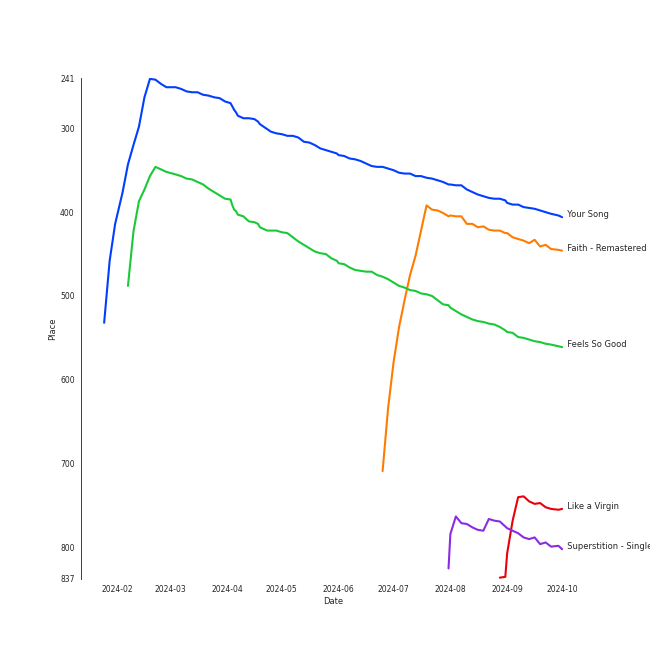 241
300
400
500
600
700
800
837
Place
Your Song
Faith - Remastered
Feels So Good
Like a Virgin
Superstition - Single
2024-02 2024-03 2024-04 2024-05 2024-06 2024-07 2024-08 2024-09 2024-10
Date